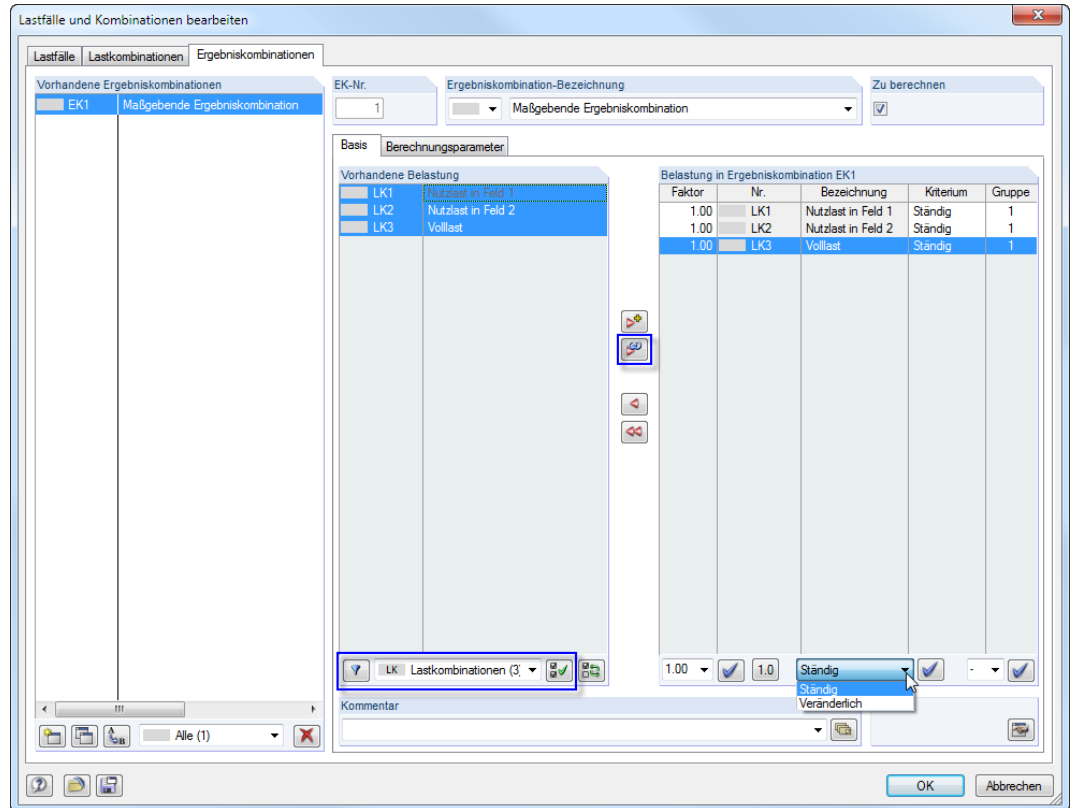 Lastfälle und Kombinationen bearbeiten
Lastfälle Lastkombinationen Ergebniskombinationen
Vorhandene Ergebniskombinationen
EK1 Maßgebende Ergebniskombination
EK-Nr.
1
Ergebniskombination-Bezeichnung
Maßgebende Ergebniskombination
Zu berechnen
Basis Berechnungsparameter
Vorhandene Belastung
LK1 Nutzlast in Feld 1
LK2 Nutzlast in Feld 2
LK3 Volllast
Belastung in Ergebniskombination EK1
Faktor Nr. Bezeichnung Kriterium Gruppe
1.00 LK1 Nutzlast in Feld 1 Ständig 1
1.00 LK2 Nutzlast in Feld 2 Ständig 1
1.00 LK3 Volllast Ständig 1
LK Lastkombinationen (3)
1.00 1.0 Ständig -
Ständig
Veränderlich
Kommentar
Alle (1)
OK Abbrechen